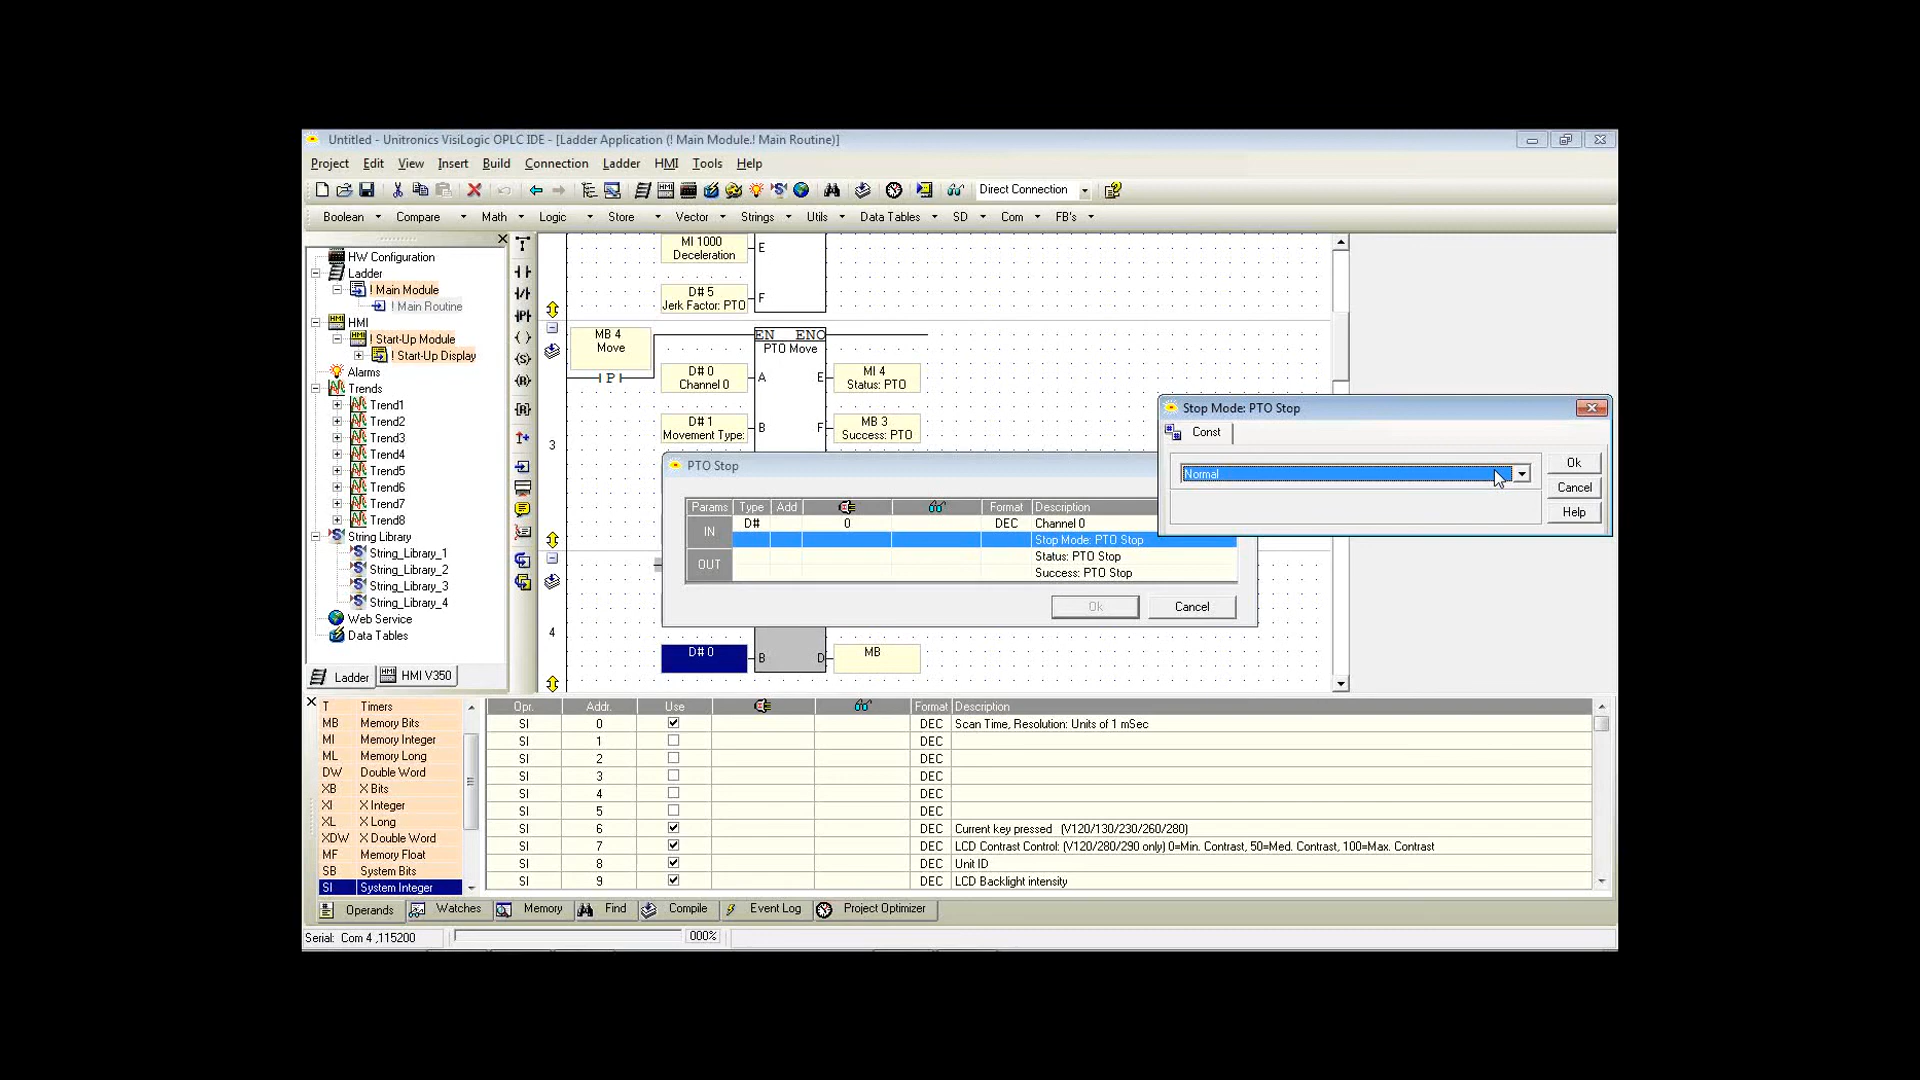 Untitled - Unitronics VisiLogic OPLC IDE - [Ladder Application (! Main Module.! Main Routine)]
Project Edit View Insert Build Connection Ladder HMI Tools Help
Direct Connection
Boolean Compare Math Logic Store Vector Strings Utils Data Tables SD Com FB's
HW Configuration
Ladder
! Main Module
! Main Routine
HMI
! Start-Up Module
! Start-Up Display
Alarms
Trends
Trend1
Trend2
Trend3
Trend4
Trend5
Trend6
Trend7
Trend8
String Library
String_Library_1
String_Library_2
String_Library_3
String_Library_4
Web Service
Data Tables
Ladder HMI V350
MI 1000
Deceleration
E
D# 5
Jerk Factor: PTO
F
MB 4
Move
P
EN ENO
PTO Move
D# 0
Channel 0
A E
MI 4
Status: PTO
D# 1
Movement Type:
B F
MB 3
Success: PTO
3
4
D# 0
B D
MB
PTO Stop
Params Type Add Format Description
IN
D# 0 DEC Channel 0
Stop Mode: PTO Stop
OUT
Status: PTO Stop
Success: PTO Stop
Ok Cancel
Stop Mode: PTO Stop
Const
Normal
Ok
Cancel
Help
T Timers
MB Memory Bits
MI Memory Integer
ML Memory Long
DW Double Word
XB X Bits
XI X Integer
XL X Long
XDW X Double Word
MF Memory Float
SB System Bits
SI System Integer
Opr. Addr. Use Format Description
SI 0 DEC Scan Time, Resolution: Units of 1 mSec
SI 1 DEC
SI 2 DEC
SI 3 DEC
SI 4 DEC
SI 5 DEC
SI 6 DEC Current key pressed (V120/130/230/260/280)
SI 7 DEC LCD Contrast Control: (V120/280/290 only) 0=Min. Contrast, 50=Med. Contrast, 100=Max. Contrast
SI 8 DEC Unit ID
SI 9 DEC LCD Backlight intensity
Operands Watches Memory Find Compile Event Log Project Optimizer
Serial: Com 4 ,115200 000%